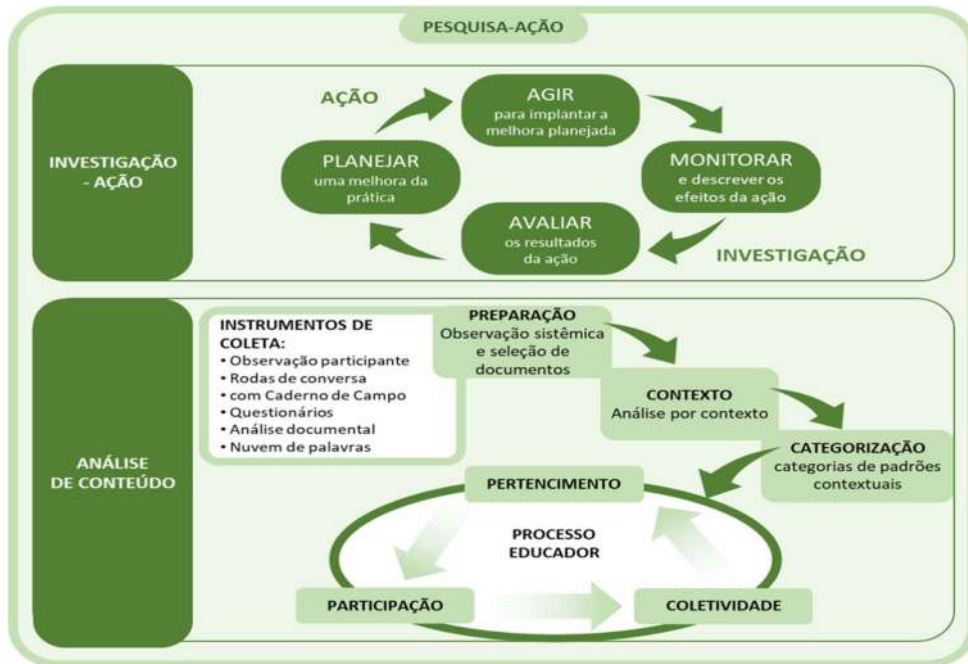 PESQUISA-AÇÃO
INVESTIGAÇÃO
- AÇÃO
AÇÃO
AGIR
para implantar a
melhora planejada
PLANEJAR
uma melhora da
prática
MONITORAR
e descrever os
efeitos da ação
AVALIAR
os resultados
da ação
INVESTIGAÇÃO
ANÁLISE
DE CONTEÚDO
INSTRUMENTOS DE
COLETA:
• Observação participante
• Rodas de conversa
• com Caderno de Campo
• Questionários
• Análise documental
• Nuvem de palavras
PREPARAÇÃO
Observação sistêmica
e seleção de
documentos
CONTEXTO
Análise por contexto
CATEGORIZAÇÃO
categorias de padrões
contextuais
PERTENCIMENTO
PROCESSO
EDUCADOR
PARTICIPAÇÃO
COLETIVIDADE